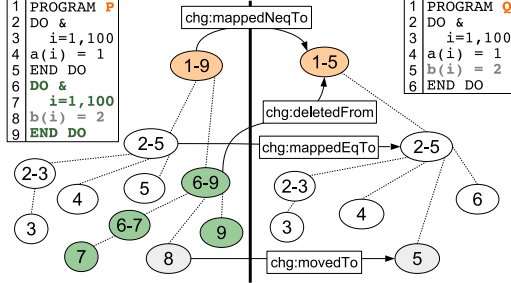 1 PROGRAM P
2 DO &
3 i=1,100
4 a(i) = 1
5 END DO
6 DO &
7 i=1,100
8 b(i) = 2
9 END DO
chg:mappedNeqTo
1 PROGRAM Q
2 DO &
3 i=1,100
4 a(i) = 1
5 b(i) = 2
6 END DO
1-9
1-5
chg:deletedFrom
2-5
chg:mappedEqTo
2-5
2-3
4
5
6-9
2-3
4
6
3
6-7
9
3
7
8
chg:movedTo
5